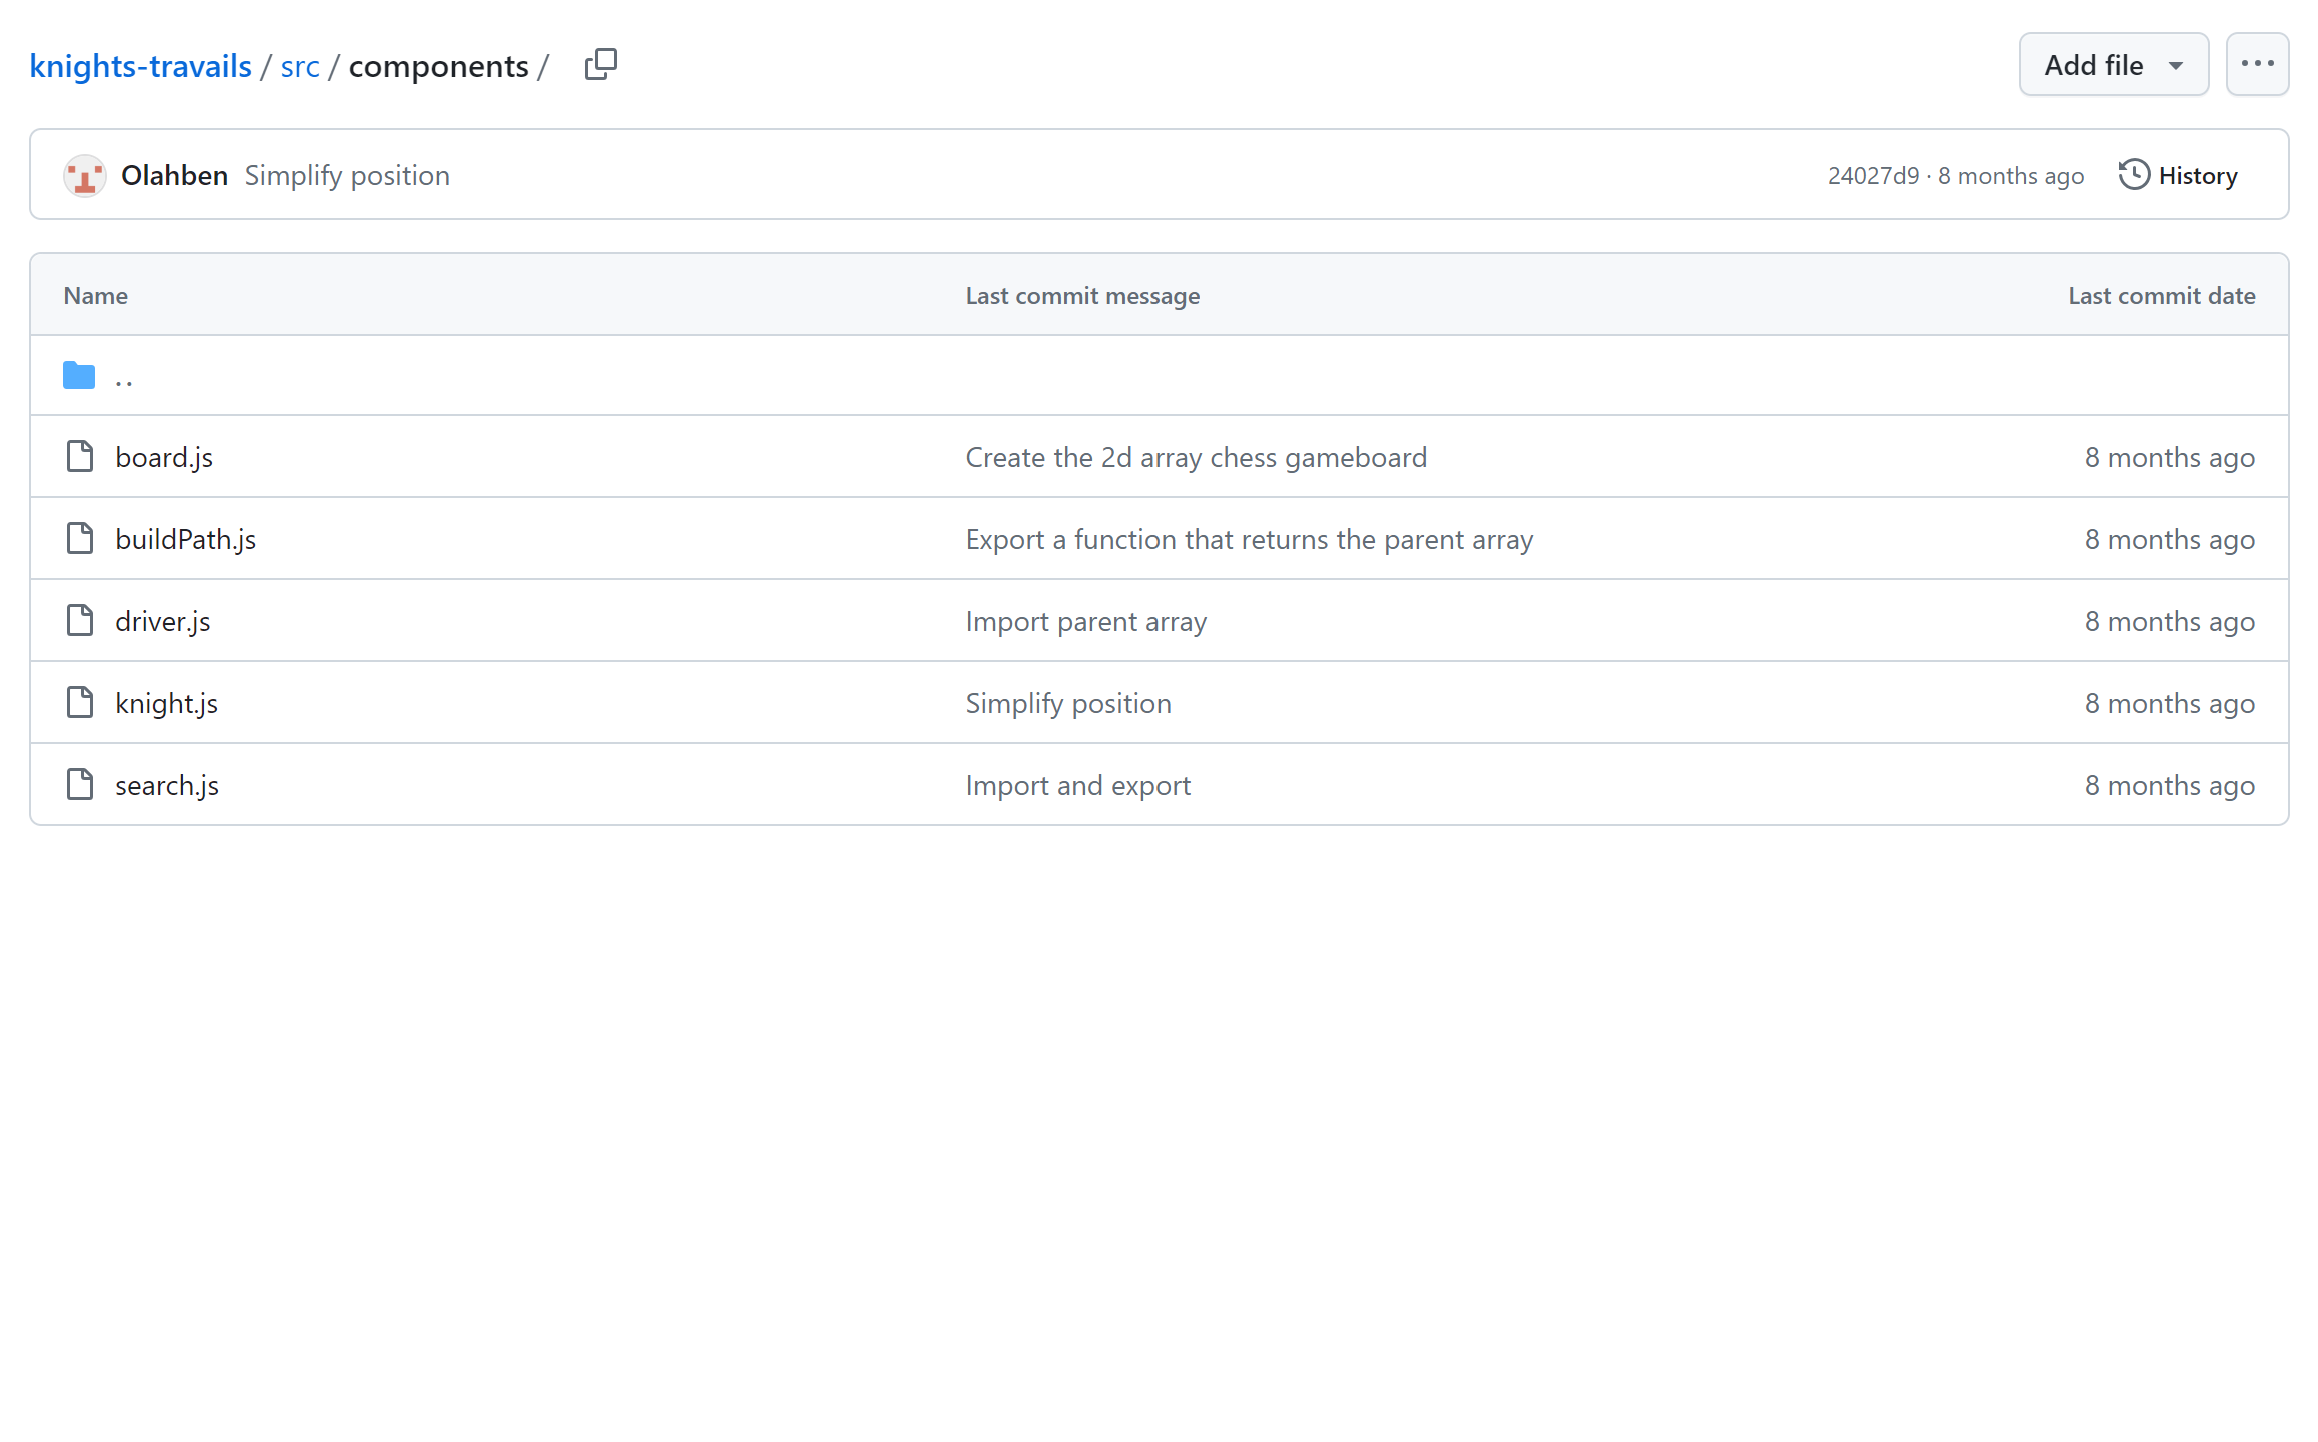 knights-travails / src / components /
Add file
Olahben Simplify position
24027d9 · 8 months ago
History
Name Last commit message Last commit date
..
board.js Create the 2d array chess gameboard 8 months ago
buildPath.js Export a function that returns the parent array 8 months ago
driver.js Import parent array 8 months ago
knight.js Simplify position 8 months ago
search.js Import and export 8 months ago